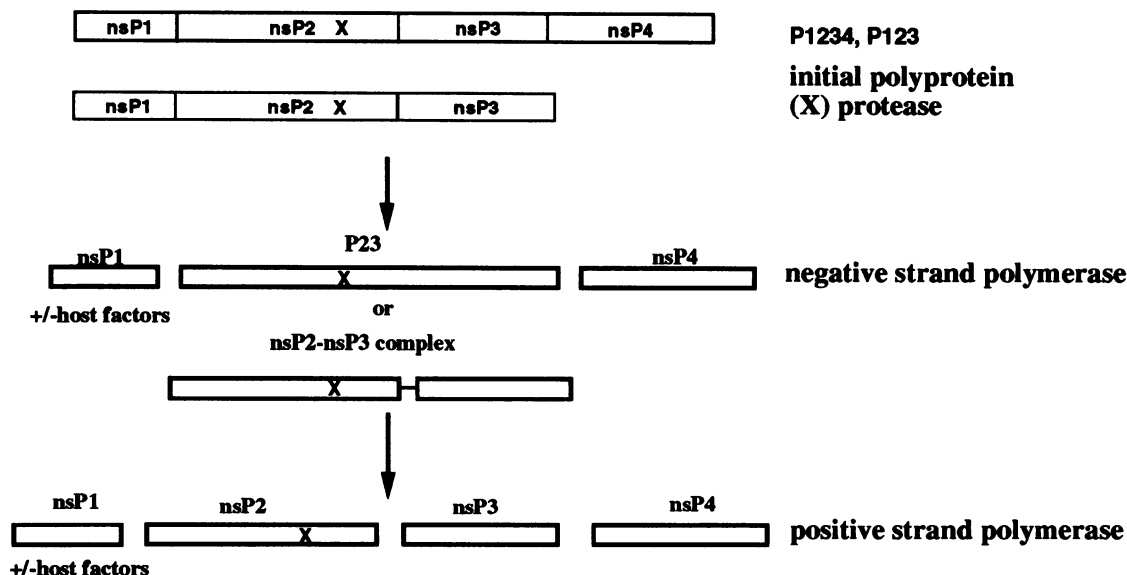 nsP1 nsP2 X nsP3 nsP4
P1234, P123
initial polyprotein
(X) protease
nsP1 nsP2 X nsP3
P23
nsP1 nsP4
X
negative strand polymerase
+/-host factors
or
nsP2-nsP3 complex
X
nsP1 nsP2 nsP3 nsP4
X
positive strand polymerase
+/-host factors